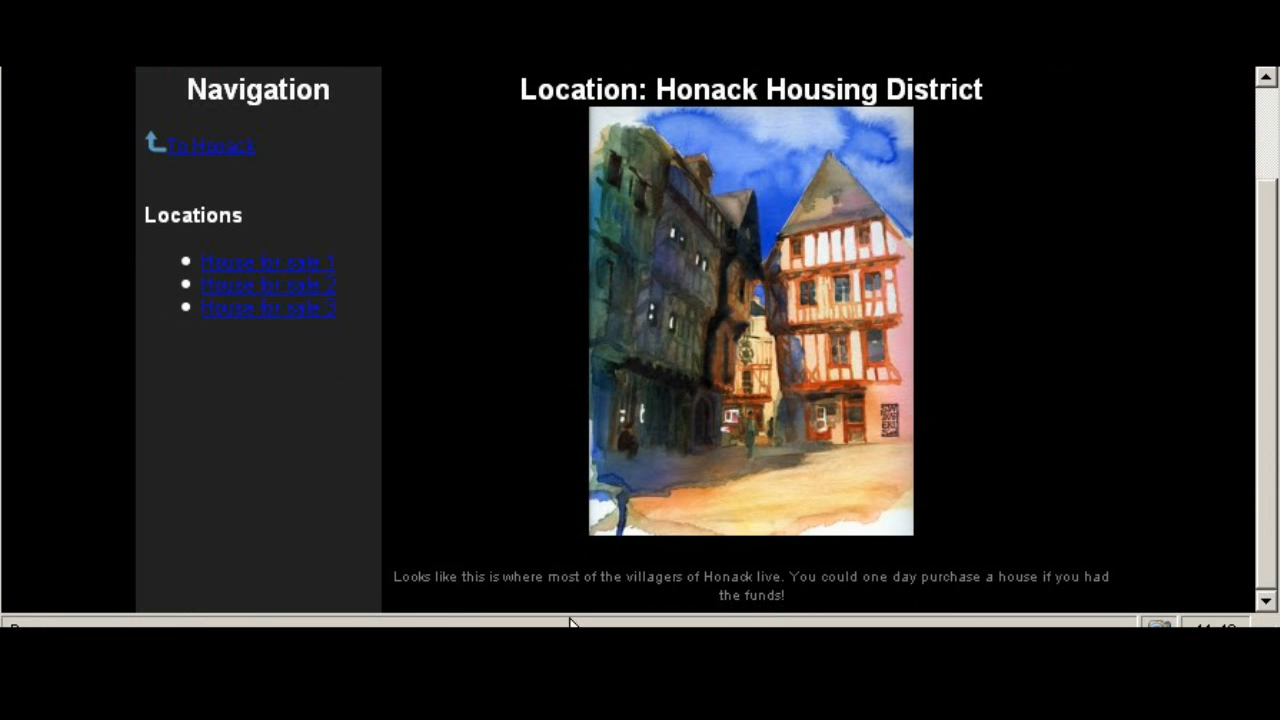 Navigation
To Honack
Locations
House for sale 1
House for sale 2
House for sale 3
Location: Honack Housing District
Looks like this is where most of the villagers of Honack live. You could one day purchase a house if you had
the funds!